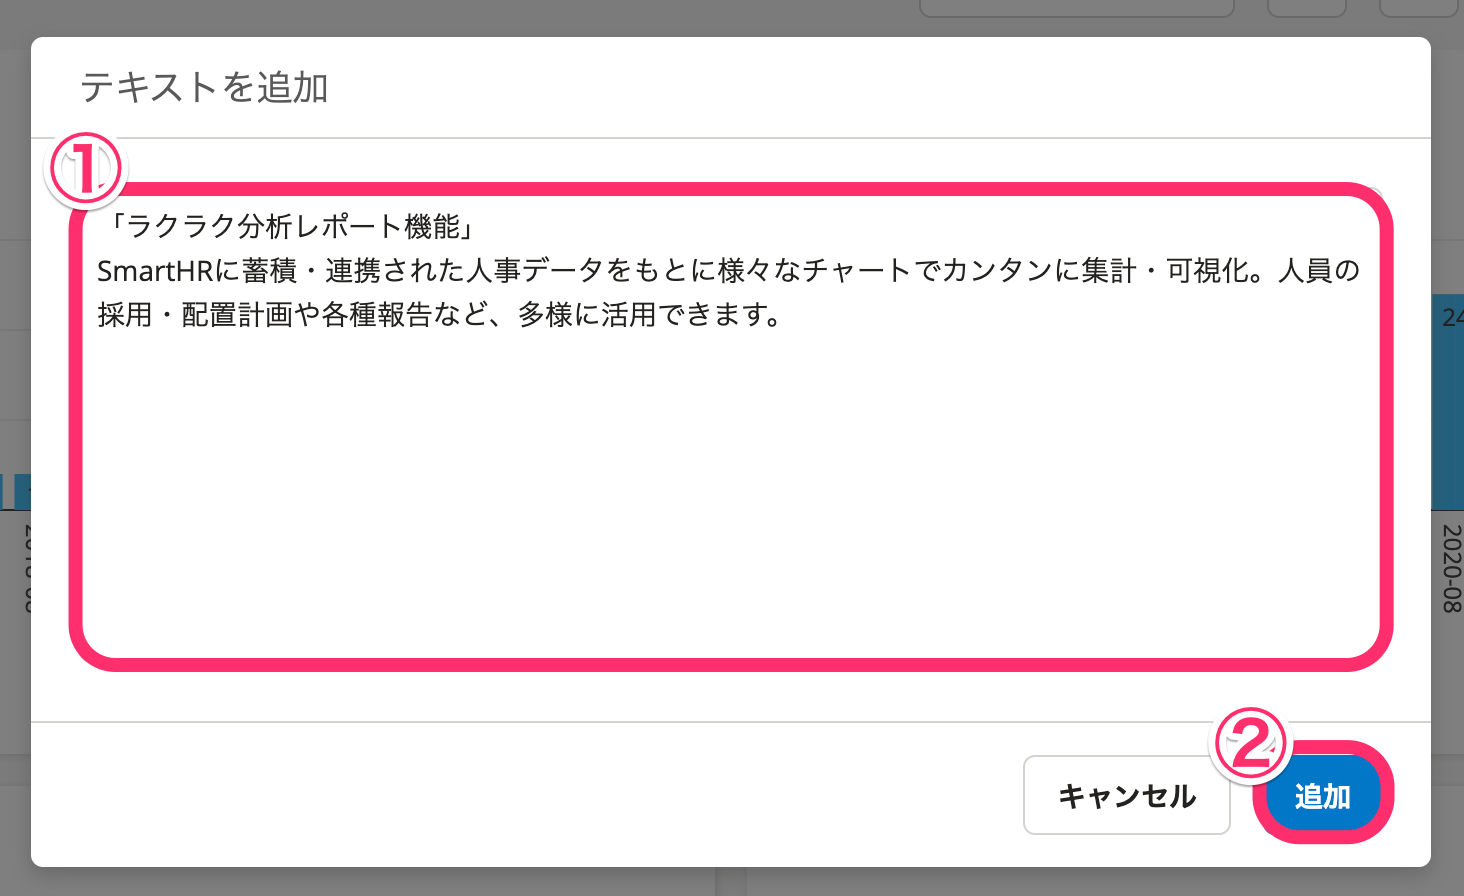 テキストを追加
①
「ラクラク分析レポート機能」
SmartHRに蓄積・連携された人事データをもとに様々なチャートでカンタンに集計・可視化。人員の
採用・配置計画や各種報告など、多様に活用できます。
24
2020-08
②
キャンセル
追加